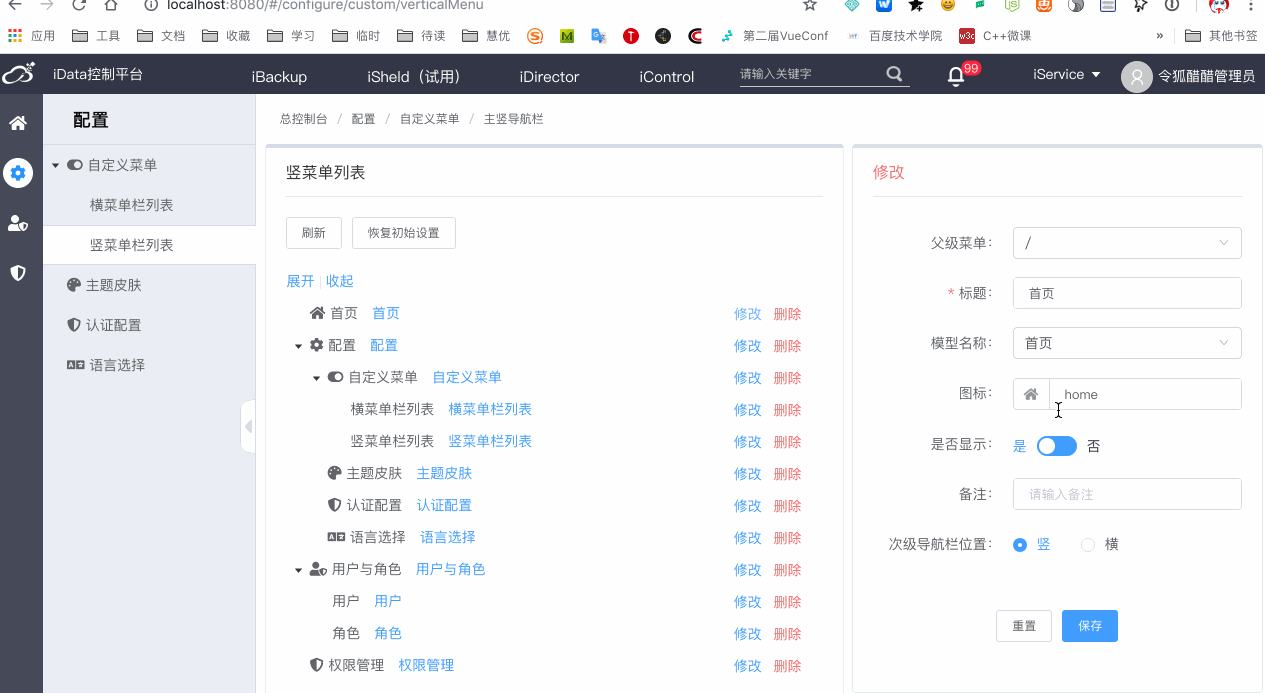 localhost:8080/#/configure/custom/verticalMenu
应用 工具 文档 收藏 学习 临时 待读 慧优 第二届VueConf 百度技术学院 C++微课 » 其他书签
iData控制平台 iBackup iSheld（试用） iDirector iControl 请输入关键字 99 iService 令狐醋醋管理员
配置
自定义菜单
横菜单栏列表
竖菜单栏列表
主题皮肤
认证配置
语言选择
总控制台 / 配置 / 自定义菜单 / 主竖导航栏
竖菜单列表
刷新 恢复初始设置
展开 | 收起
首页 首页 修改 删除
配置 配置 修改 删除
自定义菜单 自定义菜单 修改 删除
横菜单栏列表 横菜单栏列表 修改 删除
竖菜单栏列表 竖菜单栏列表 修改 删除
主题皮肤 主题皮肤 修改 删除
认证配置 认证配置 修改 删除
语言选择 语言选择 修改 删除
用户与角色 用户与角色 修改 删除
用户 用户 修改 删除
角色 角色 修改 删除
权限管理 权限管理 修改 删除
修改
父级菜单: /
* 标题: 首页
模型名称: 首页
图标: home
是否显示: 是 否
备注: 请输入备注
次级导航栏位置: 竖 横
重置 保存